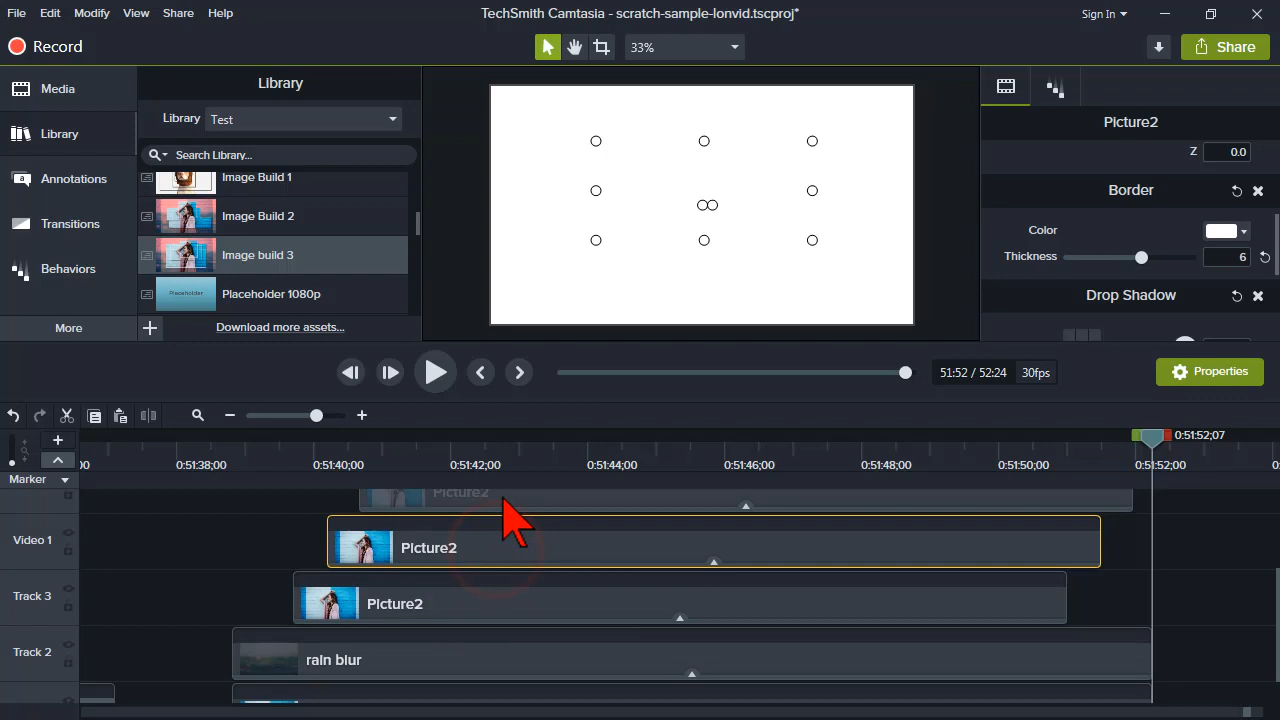 File Edit Modify View Share Help
TechSmith Camtasia - scratch-sample-lonvid.tscproj*
Sign In
Record
33%
Share
Media
Library
Annotations
Transitions
Behaviors
More
Library
Library Test
Search Library...
Image Build 1
Image Build 2
Image build 3
Placeholder
Placeholder 1080p
Download more assets...
Picture2
Z 0.0
Border
Color
Thickness 6
Drop Shadow
51:52 / 52:24 30fps
Properties
0:51:52;07
00 0:51:38;00 0:51:40;00 0:51:42;00 0:51:44;00 0:51:46;00 0:51:48;00 0:51:50;00 0:51:52;00 0:
Marker
Picture2
Video 1 Picture2
Track 3 Picture2
Track 2 rain blur